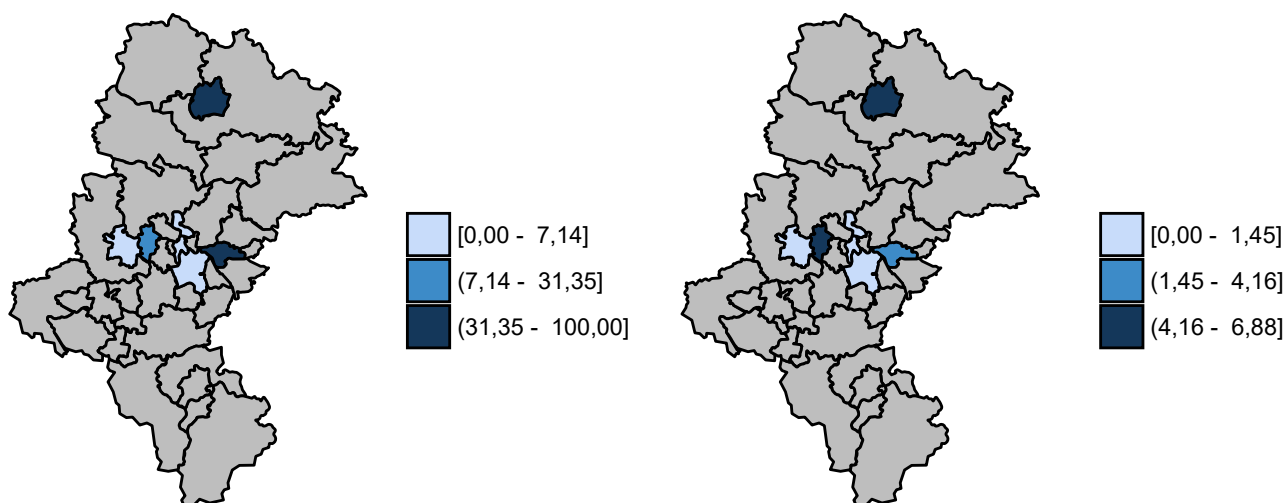 [0,00 -  7,14]
(7,14 -  31,35]
(31,35 -  100,00]
[0,00 -  1,45]
(1,45 -  4,16]
(4,16 -  6,88]